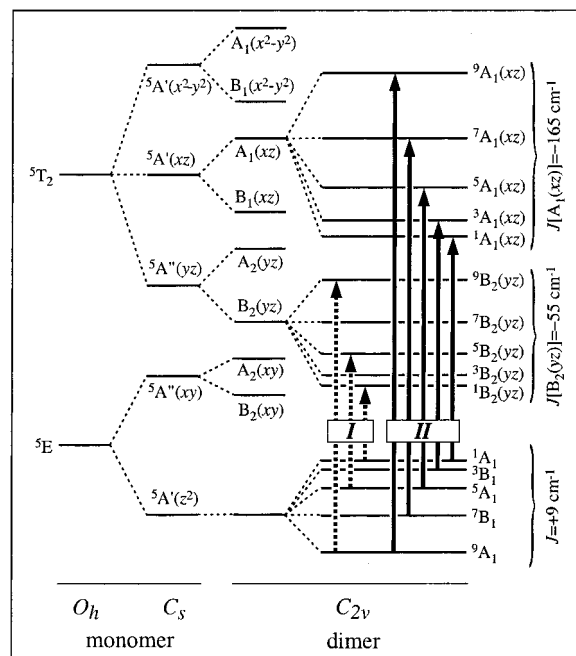 A₁(x²-y²)
⁵A'(x²-y²)
B₁(x²-y²)
⁹A₁(xz)
⁵T₂
⁵A'(xz)
A₁(xz)
⁷A₁(xz)
B₁(xz)
⁵A₁(xz)
³A₁(xz)
¹A₁(xz)
J[A₁(xz)]=−165 cm⁻¹
⁵A"(yz)
A₂(yz)
B₂(yz)
⁹B₂(yz)
⁷B₂(yz)
⁵B₂(yz)
³B₂(yz)
¹B₂(yz)
J[B₂(yz)]=−55 cm⁻¹
⁵E
⁵A"(xy)
A₂(xy)
B₂(xy)
I
II
⁵A'(z²)
¹A₁
³B₁
⁵A₁
⁷B₁
⁹A₁
J=+9 cm⁻¹
Oₕ Cₛ C₂ᵥ
monomer dimer